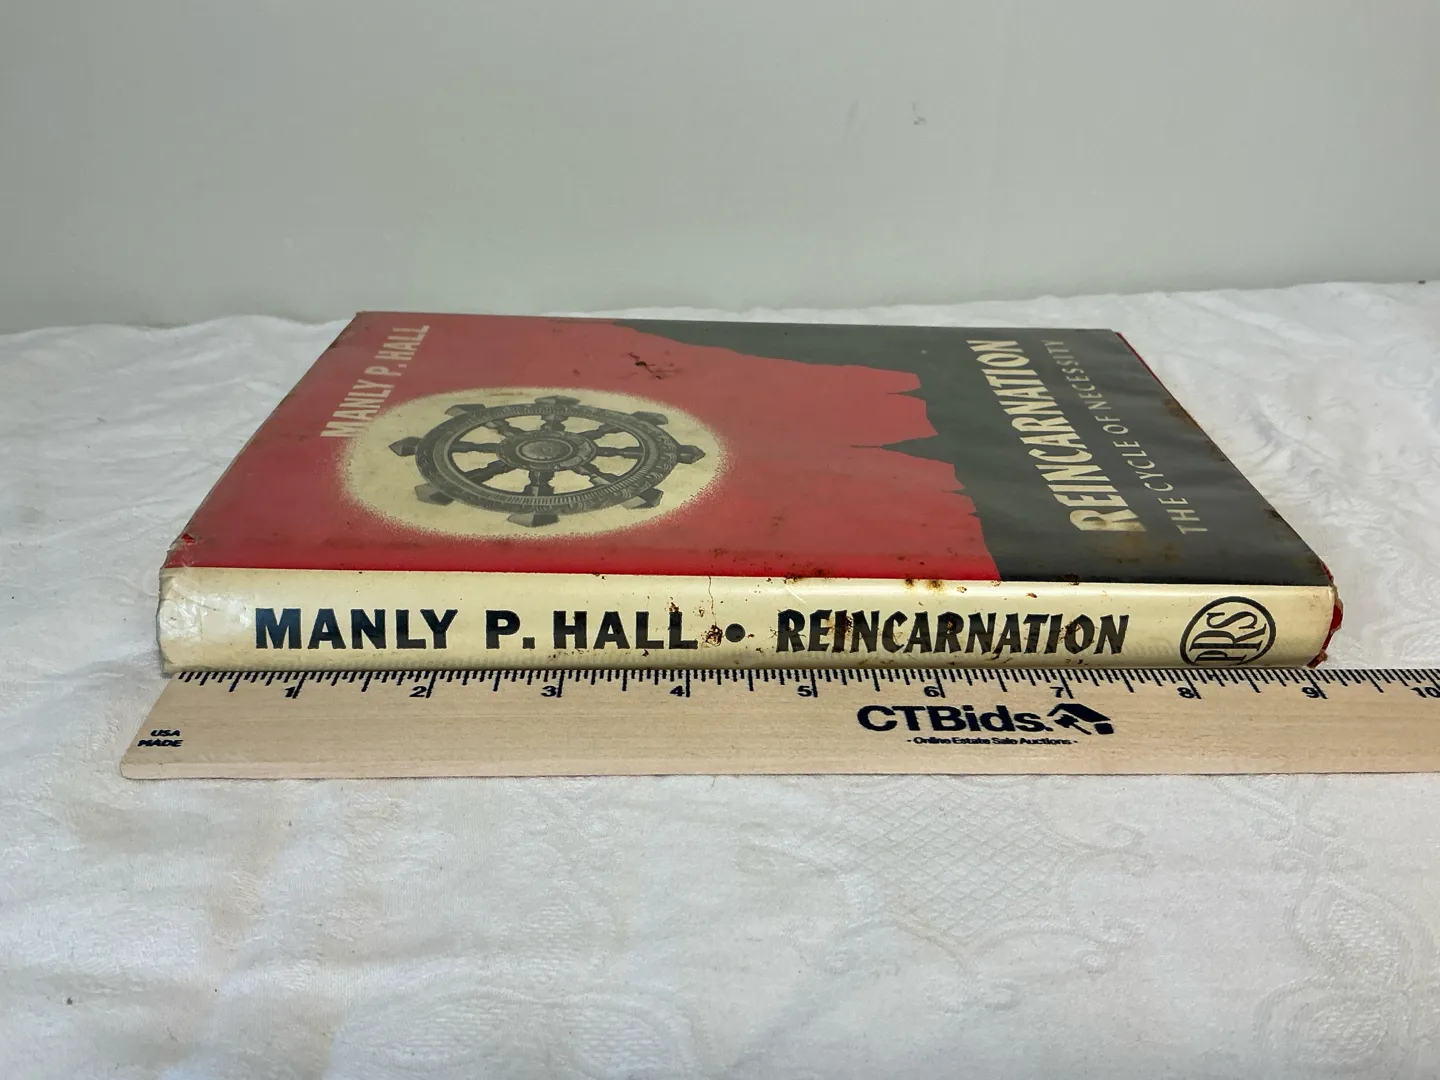 MANLY P. HALL
REINCARNATION
THE CYCLE OF NECESSITY
MANLY P. HALL • REINCARNATION PRS
1 2 3 4 5 6 7 8 9 10
USA
MADE
CTBids.
- Online Estate Sale Auctions -